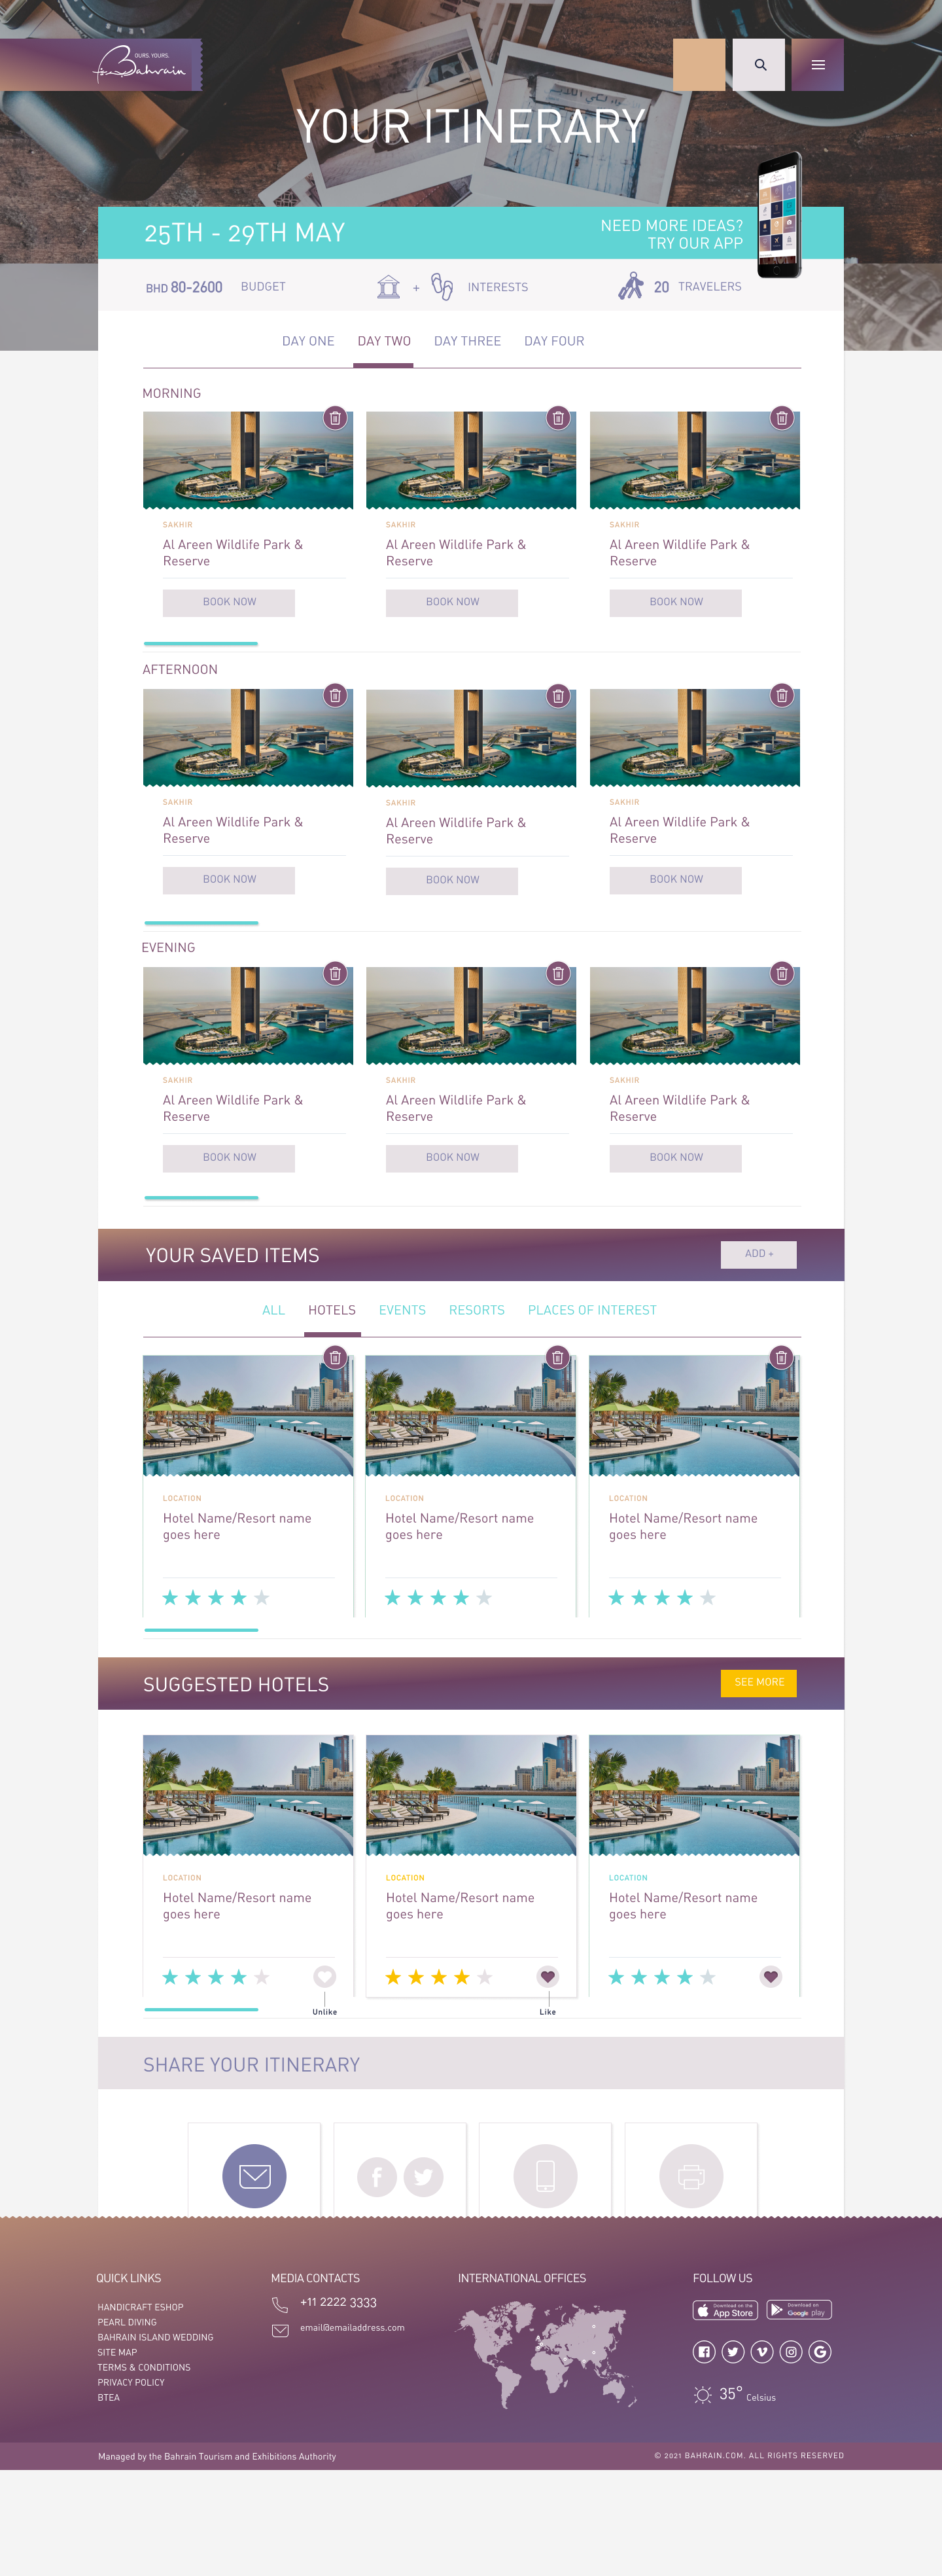 OURS. YOURS.
Bahrain
YOUR ITINERARY
25TH - 29TH MAY
NEED MORE IDEAS?
TRY OUR APP
BHD 80-2600 BUDGET
+ INTERESTS
20 TRAVELERS
DAY ONE DAY TWO DAY THREE DAY FOUR
MORNING
SAKHIR SAKHIR SAKHIR
Al Areen Wildlife Park & Al Areen Wildlife Park & Al Areen Wildlife Park &
Reserve Reserve Reserve
BOOK NOW BOOK NOW BOOK NOW
AFTERNOON
SAKHIR SAKHIR SAKHIR
Al Areen Wildlife Park & Al Areen Wildlife Park & Al Areen Wildlife Park &
Reserve Reserve Reserve
BOOK NOW BOOK NOW BOOK NOW
EVENING
SAKHIR SAKHIR SAKHIR
Al Areen Wildlife Park & Al Areen Wildlife Park & Al Areen Wildlife Park &
Reserve Reserve Reserve
BOOK NOW BOOK NOW BOOK NOW
YOUR SAVED ITEMS ADD +
ALL HOTELS EVENTS RESORTS PLACES OF INTEREST
LOCATION LOCATION LOCATION
Hotel Name/Resort name Hotel Name/Resort name Hotel Name/Resort name
goes here goes here goes here
SUGGESTED HOTELS SEE MORE
LOCATION LOCATION LOCATION
Hotel Name/Resort name Hotel Name/Resort name Hotel Name/Resort name
goes here goes here goes here
Unlike Like
SHARE YOUR ITINERARY
QUICK LINKS
HANDICRAFT ESHOP
PEARL DIVING
BAHRAIN ISLAND WEDDING
SITE MAP
TERMS & CONDITIONS
PRIVACY POLICY
BTEA
MEDIA CONTACTS
+11 2222 3333
email@emailaddress.com
INTERNATIONAL OFFICES
FOLLOW US
Download on the
App Store
Download on
Google play
35° Celsius
Managed by the Bahrain Tourism and Exhibitions Authority
© 2021 BAHRAIN.COM. ALL RIGHTS RESERVED